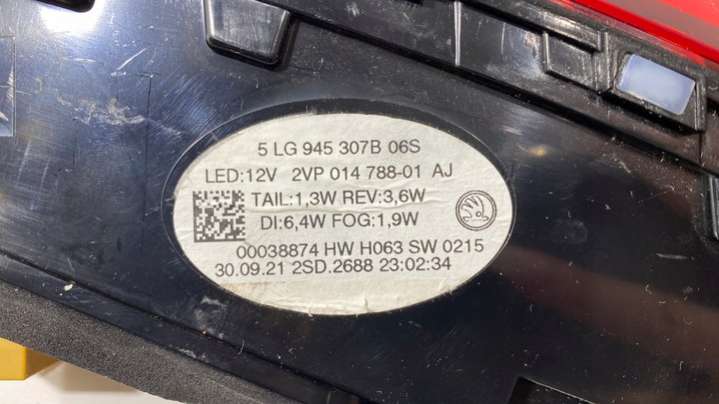 5 LG 945 307B 06S
LED:12V 2VP 014 788-01 AJ
TAIL:1,3W REV:3,6W
DI:6,4W FOG:1,9W
00038874 HW H063 SW 0215
30.09.21 2SD.2688 23:02:34